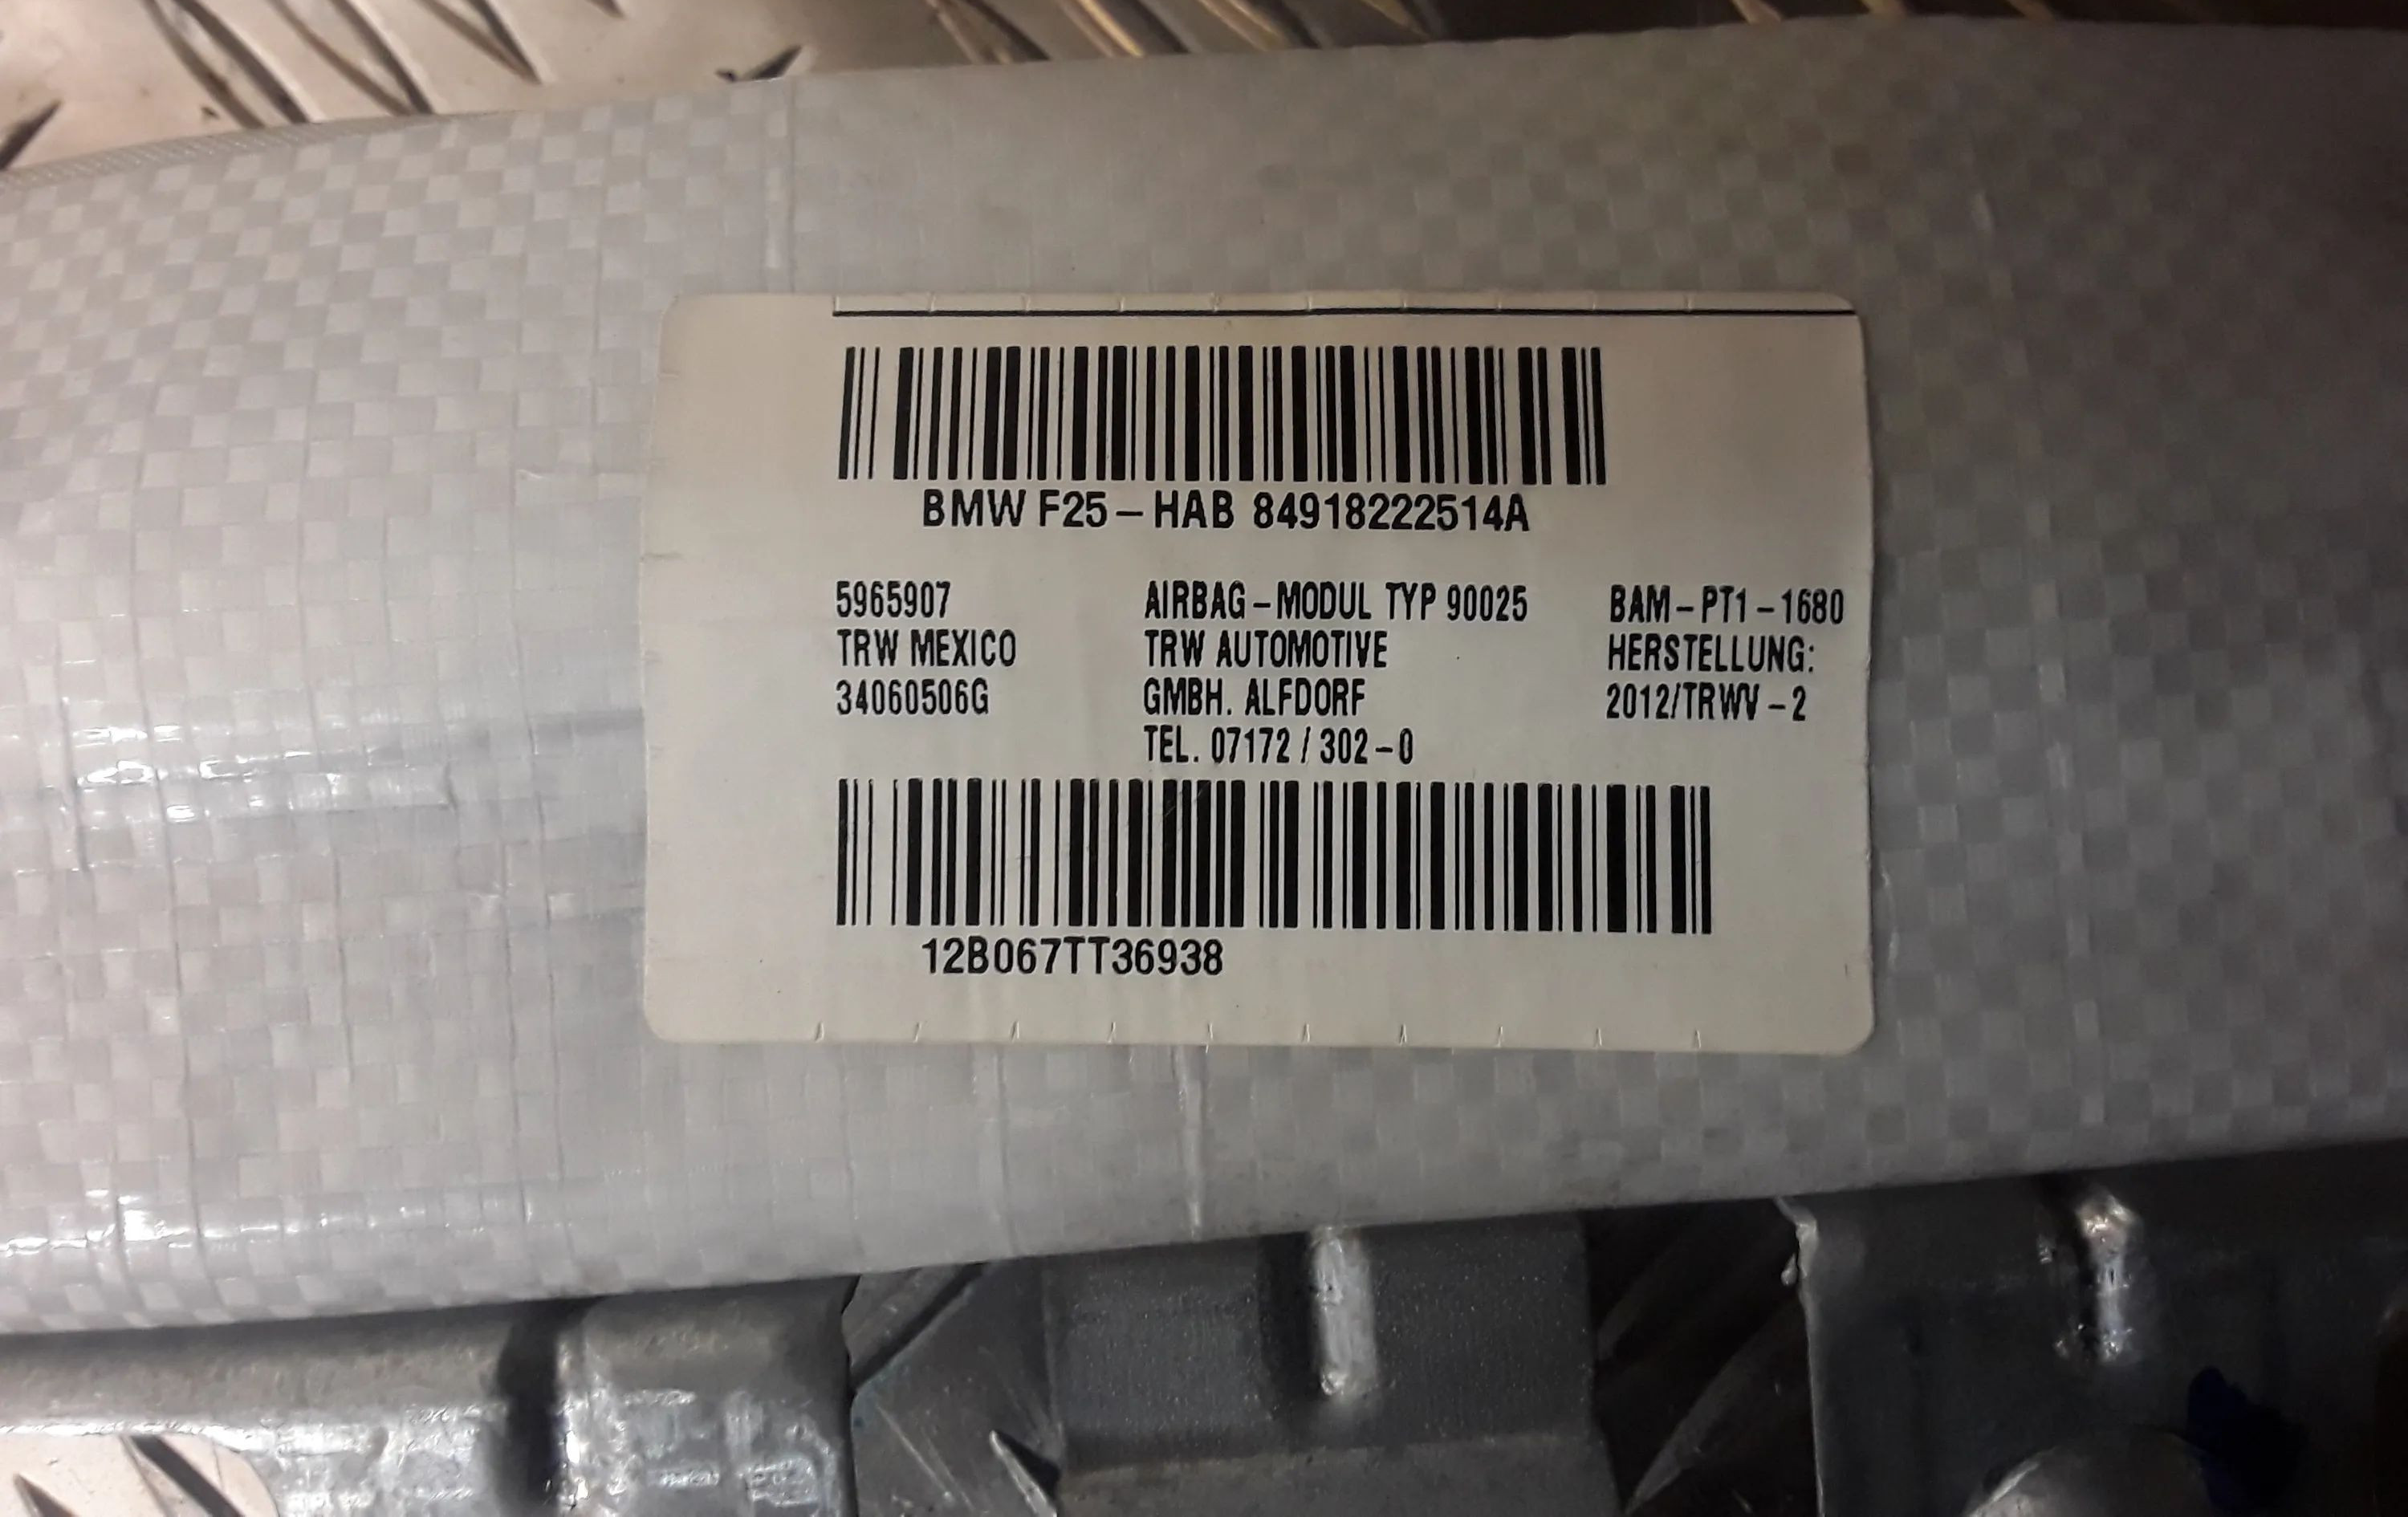 BMW F25-HAB 84918222514A
5965907
TRW MEXICO
34060506G
AIRBAG-MODUL TYP 90025
TRW AUTOMOTIVE
GMBH. ALFDORF
TEL. 07172 / 302-0
BAM-PT1-1680
HERSTELLUNG:
2012/TRWV-2
12B067TT36938